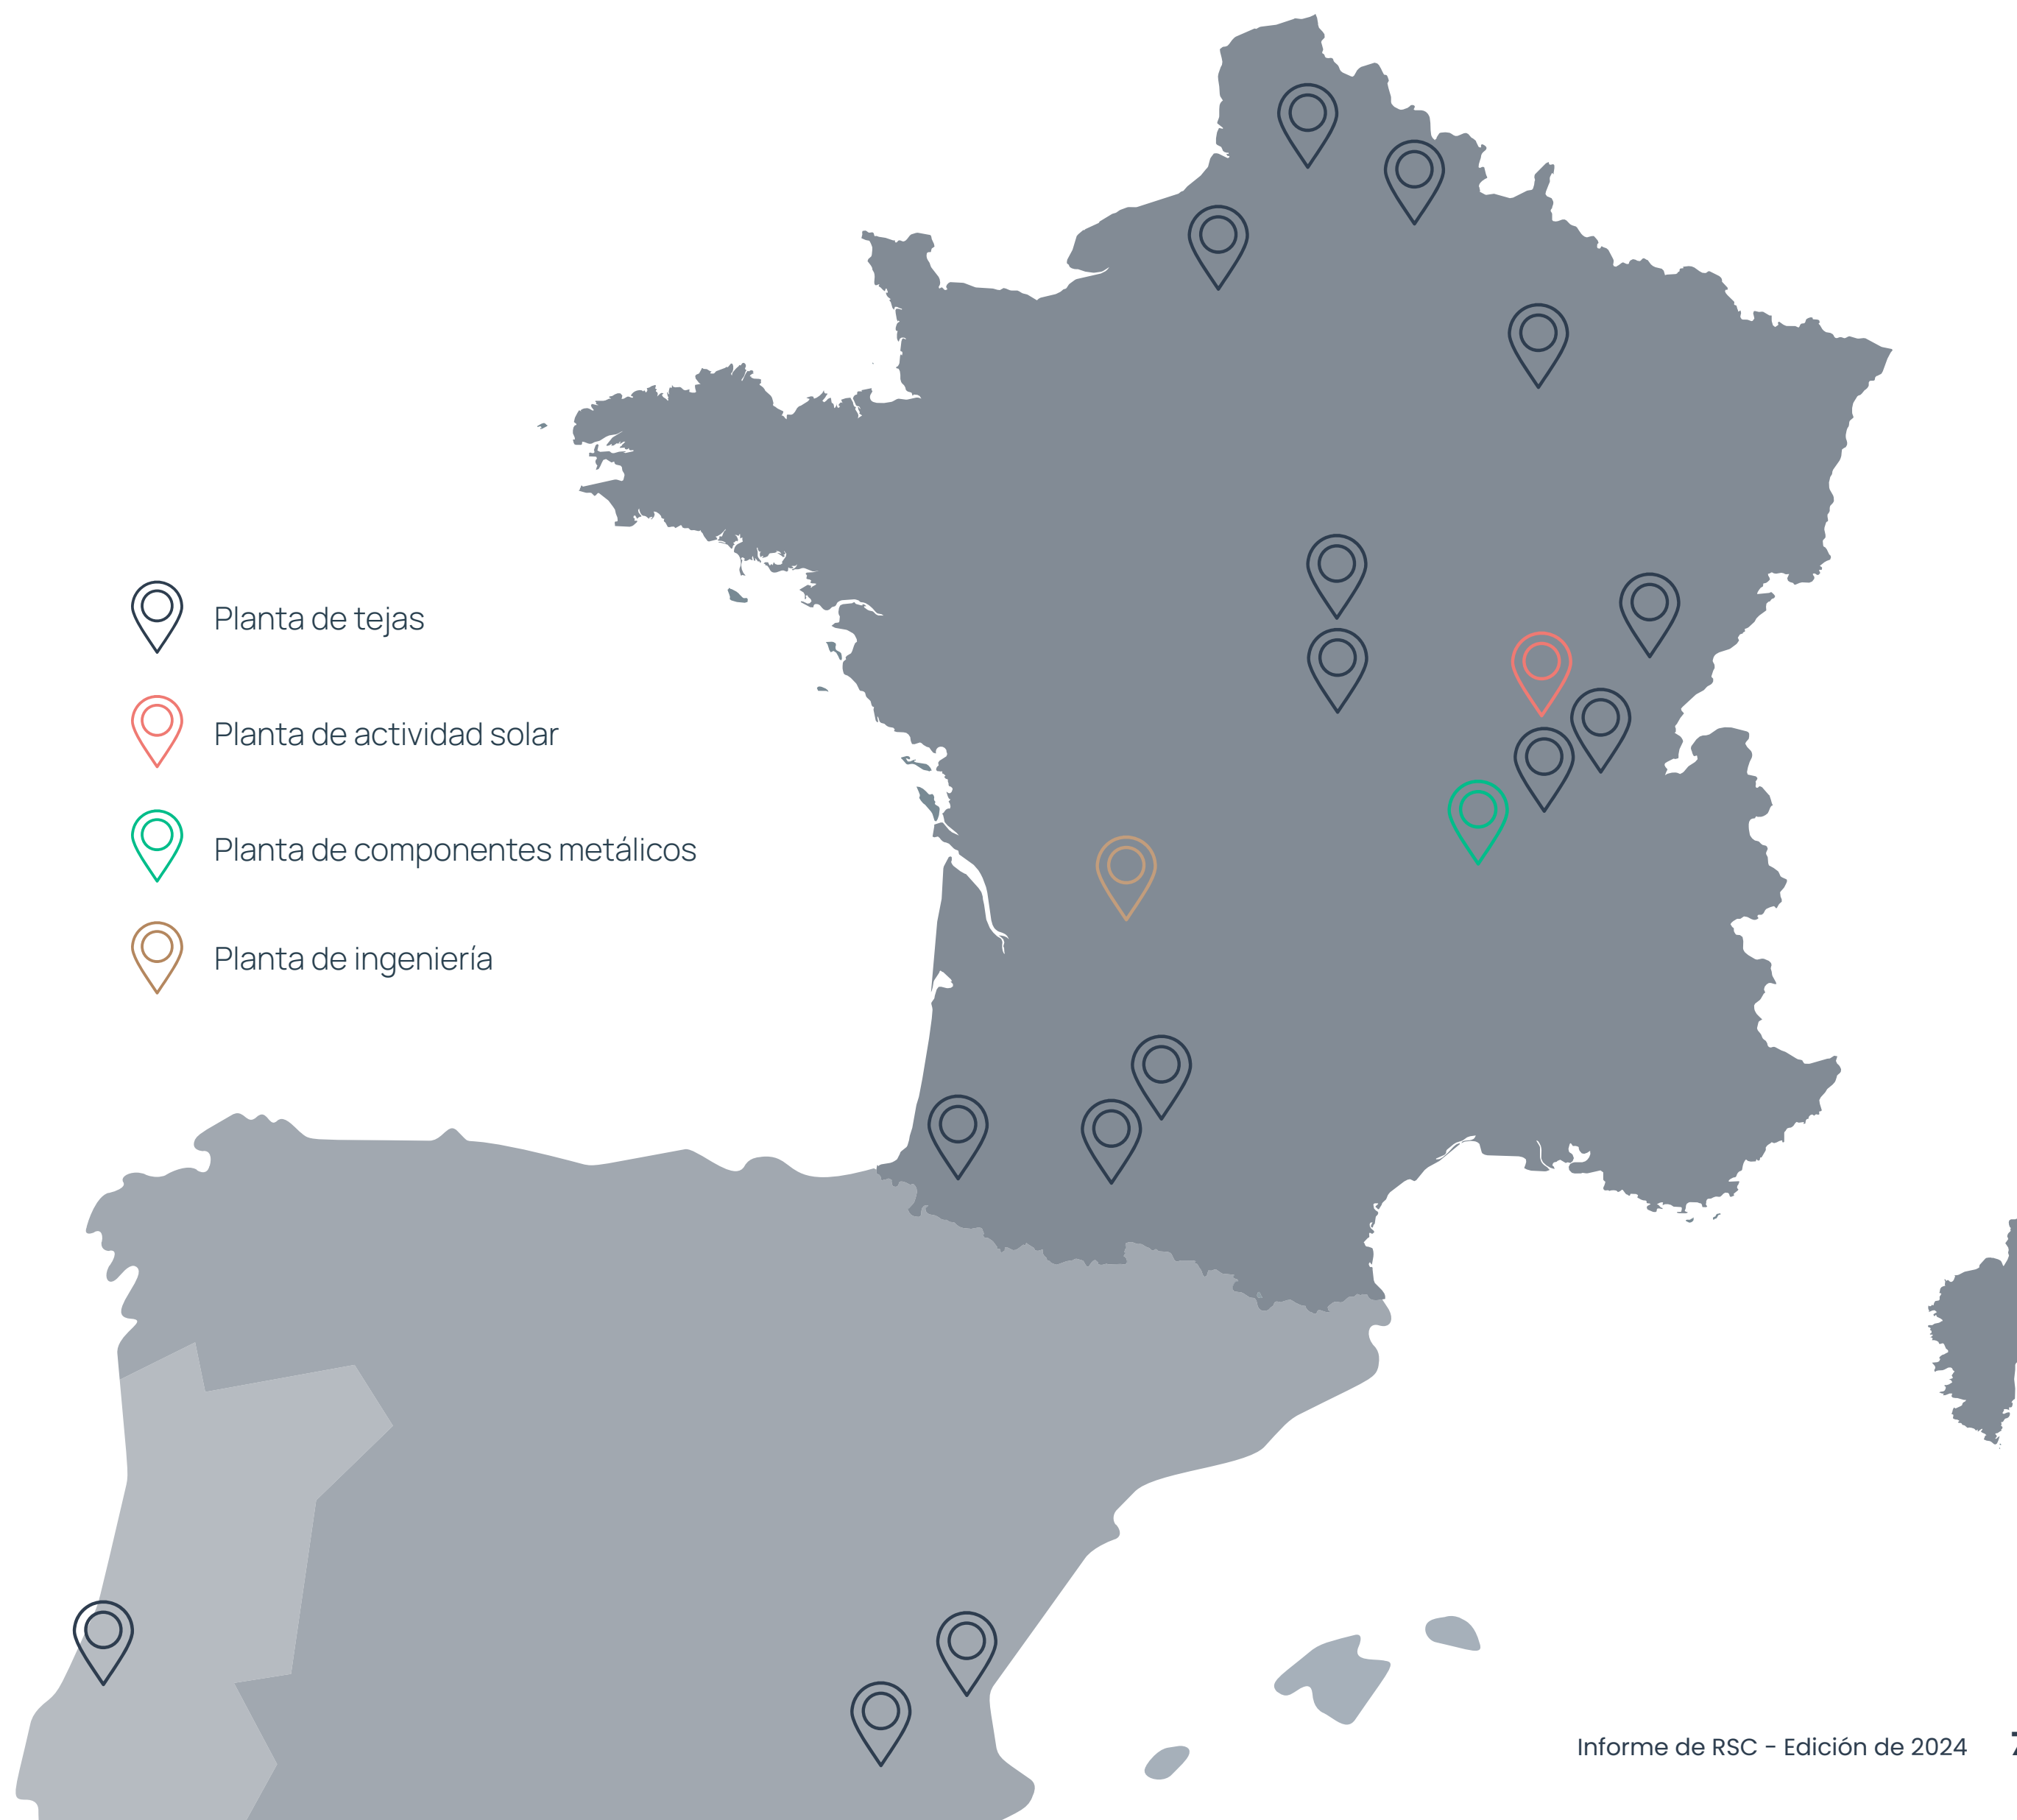 Planta de tejas
Planta de actividad solar
Planta de componentes metálicos
Planta de ingeniería
Informe de RSC - Edición de 2024